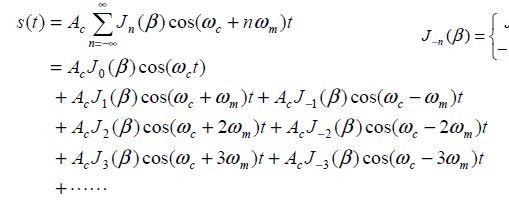 s(t) = A_c ∑_{n=-∞}^{∞} J_n(β) cos(ω_c + nω_m)t
J_{-n}(β) = {
= A_c J_0(β) cos(ω_c t)
+ A_c J_1(β) cos(ω_c + ω_m)t + A_c J_{-1}(β) cos(ω_c − ω_m)t
+ A_c J_2(β) cos(ω_c + 2ω_m)t + A_c J_{-2}(β) cos(ω_c − 2ω_m)t
+ A_c J_3(β) cos(ω_c + 3ω_m)t + A_c J_{-3}(β) cos(ω_c − 3ω_m)t
+ ⋯⋯